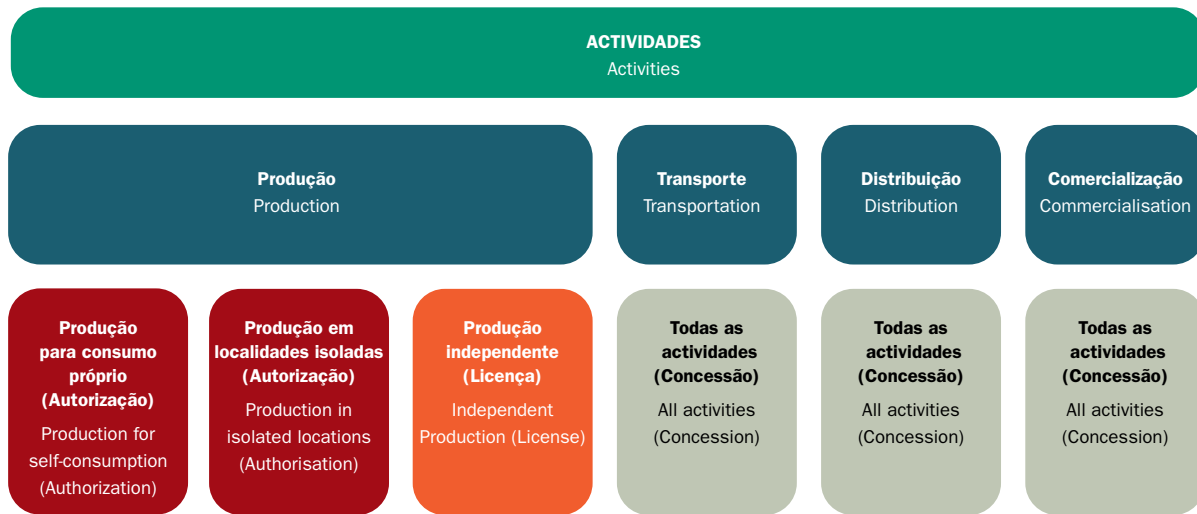 ACTIVIDADES
Activities
Produção
Production
Transporte
Transportation
Distribuição
Distribution
Comercialização
Commercialisation
Produção
para consumo
próprio
(Autorização)
Production for
self-consumption
(Authorization)
Produção em
localidades isoladas
(Autorização)
Production in
isolated locations
(Authorisation)
Produção
independente
(Licença)
Independent
Production (License)
Todas as
actividades
(Concessão)
All activities
(Concession)
Todas as
actividades
(Concessão)
All activities
(Concession)
Todas as
actividades
(Concessão)
All activities
(Concession)